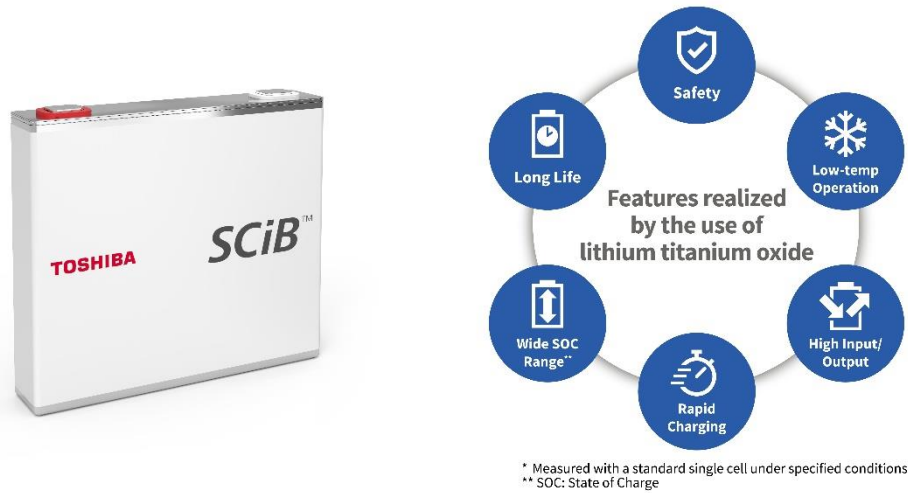 TOSHIBA
SCiB™
Safety
Long Life
Low-temp
Operation
Features realized
by the use of
lithium titanium oxide
Wide SOC
Range**
High Input/
Output
Rapid
Charging
* Measured with a standard single cell under specified conditions
** SOC: State of Charge